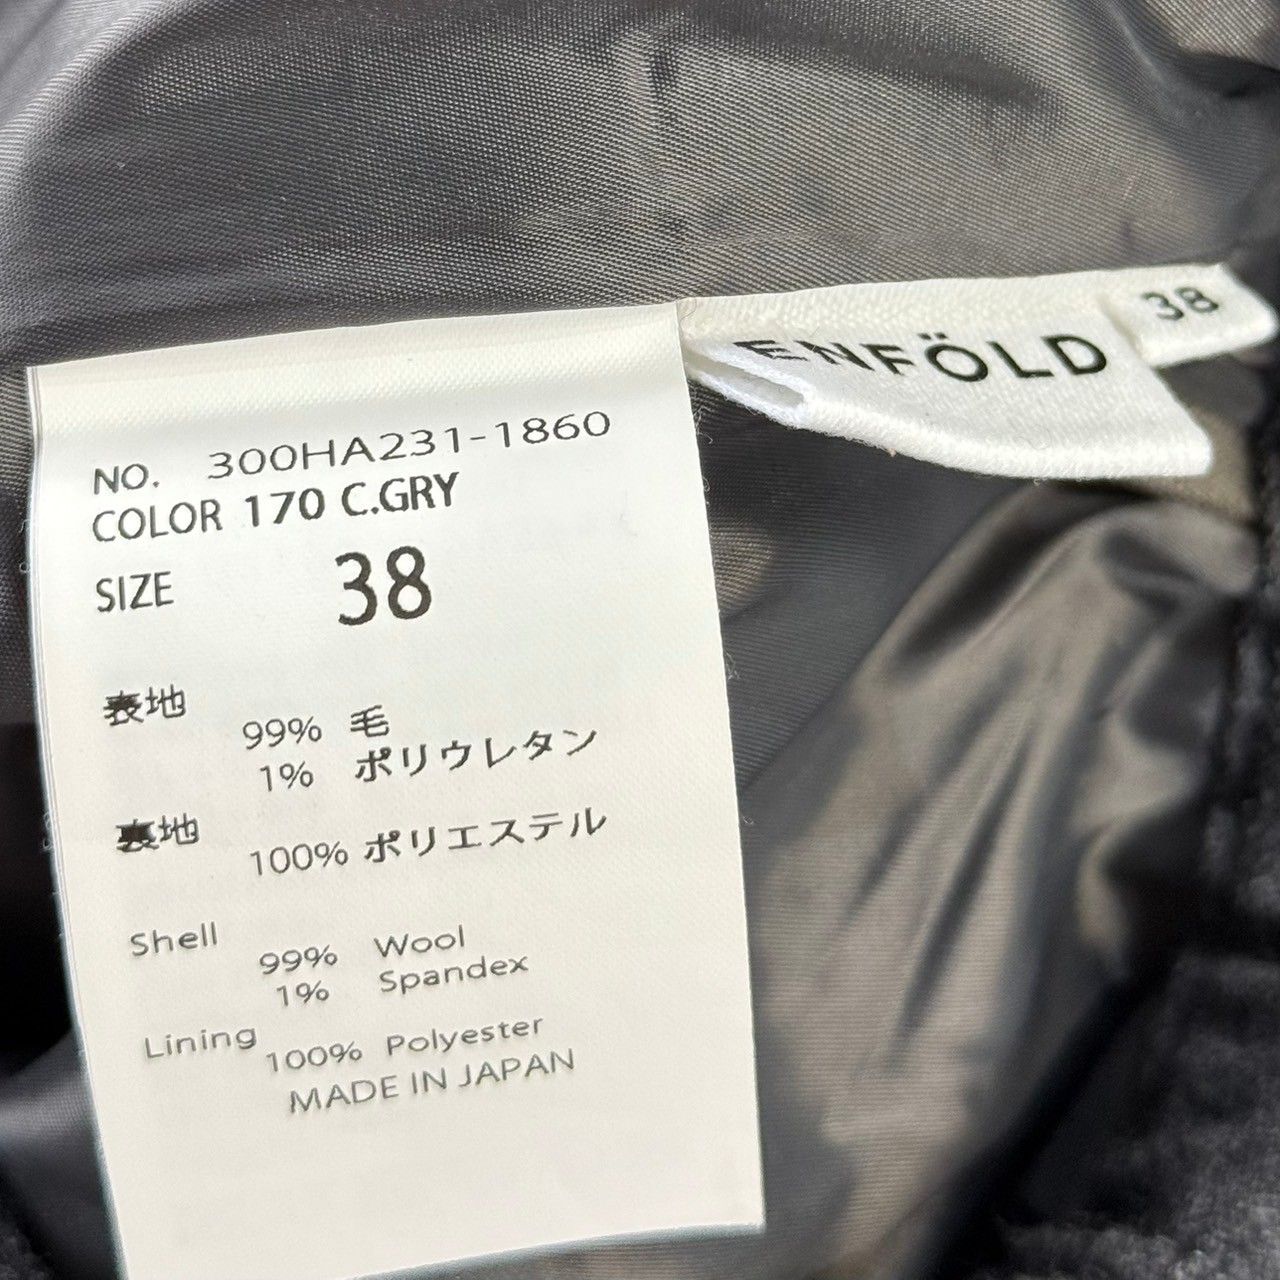 ENFÖLD
38
NO. 300HA231-1860
COLOR 170 C.GRY
SIZE 38
表地
99% 毛
1% ポリウレタン
裏地
100% ポリエステル
Shell
99% Wool
1% Spandex
Lining
100% Polyester
MADE IN JAPAN